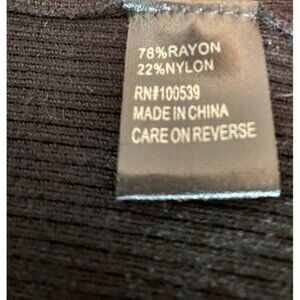 78%RAYON
22%NYLON
RN#100539
MADE IN CHINA
CARE ON REVERSE